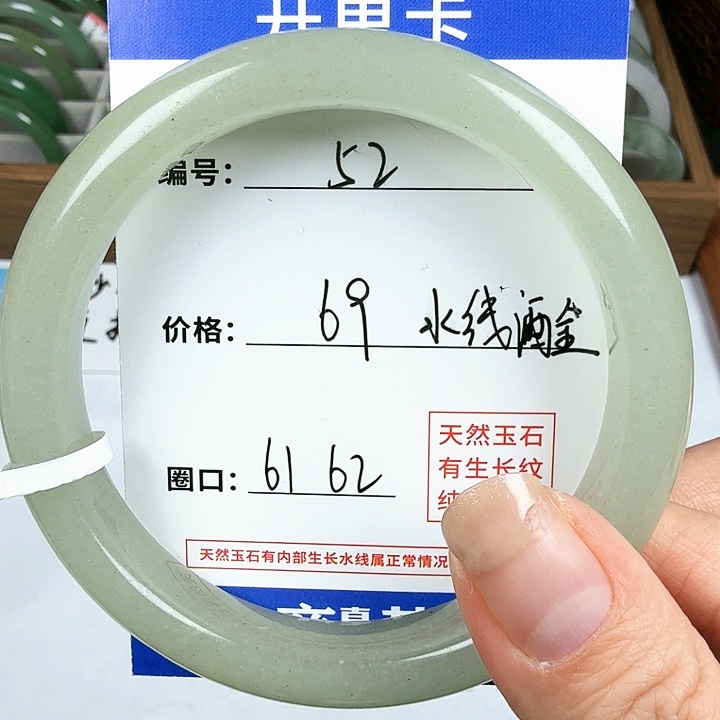 编号: 52
价格: 69 水线洒金
圈口: 61 62
天然玉石
有生长纹
天然玉石有内部生长水线属正常情况